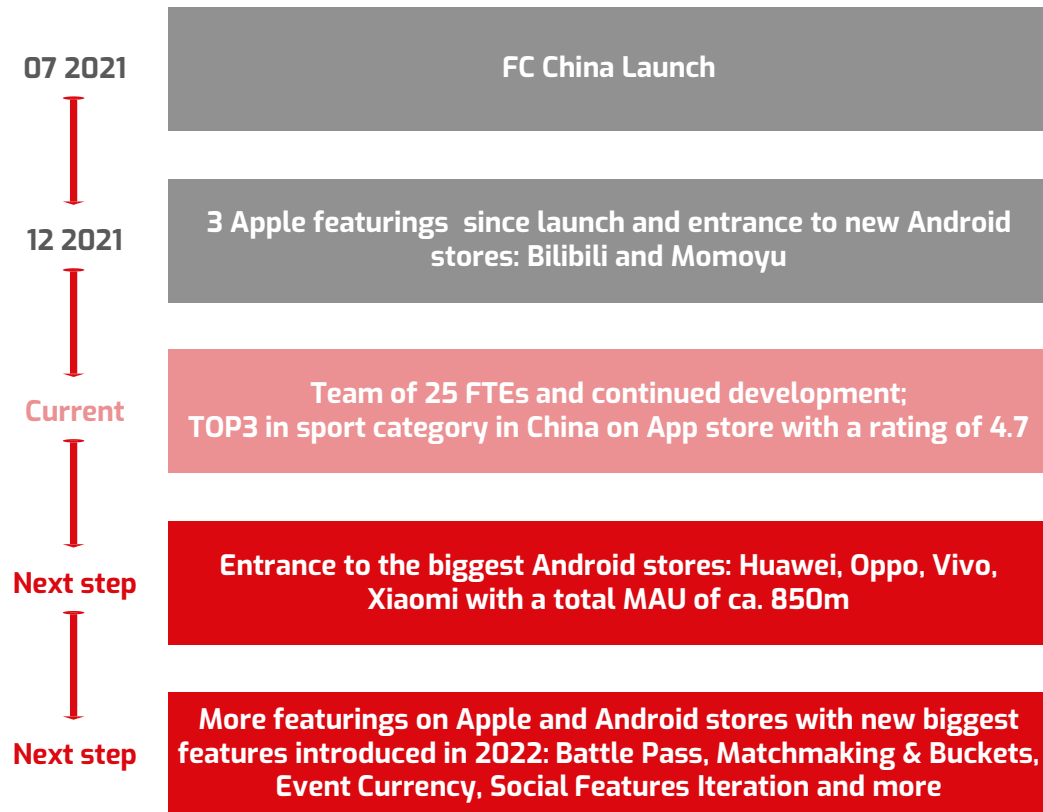 07 2021
FC China Launch
12 2021
3 Apple featurings since launch and entrance to new Android
stores: Bilibili and Momoyu
Current
Team of 25 FTEs and continued development;
TOP3 in sport category in China on App store with a rating of 4.7
Next step
Entrance to the biggest Android stores: Huawei, Oppo, Vivo,
Xiaomi with a total MAU of ca. 850m
Next step
More featurings on Apple and Android stores with new biggest
features introduced in 2022: Battle Pass, Matchmaking & Buckets,
Event Currency, Social Features Iteration and more